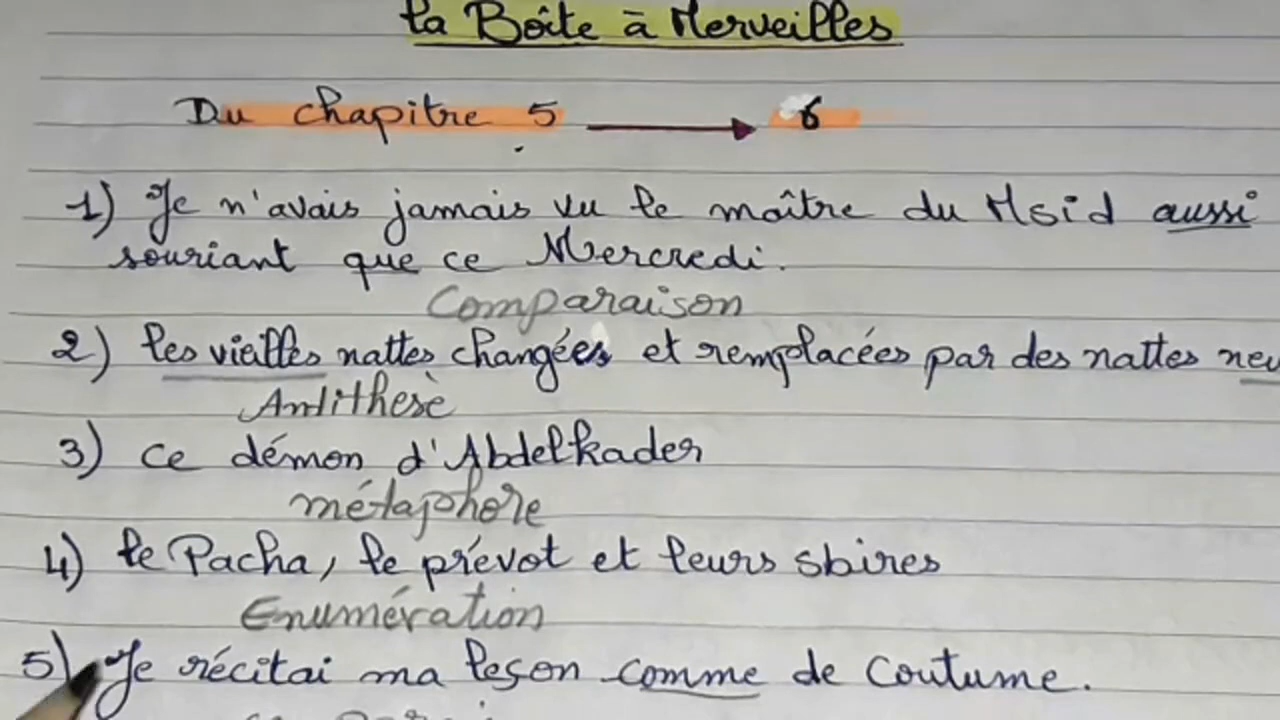 la Boîte à Merveilles
Du chapitre 5 → 6
1) Je n'avais jamais vu le maître du Msid aussi
souriant que ce Mercredi.
Comparaison
2) les vieilles nattes changées et remplacées par des nattes
Antithèse
3) ce démon d'Abdelkader
métaphore
4) le Pacha, le prévot et leurs sbires
Enumération
5) Je récitai ma leçon comme de coutume.